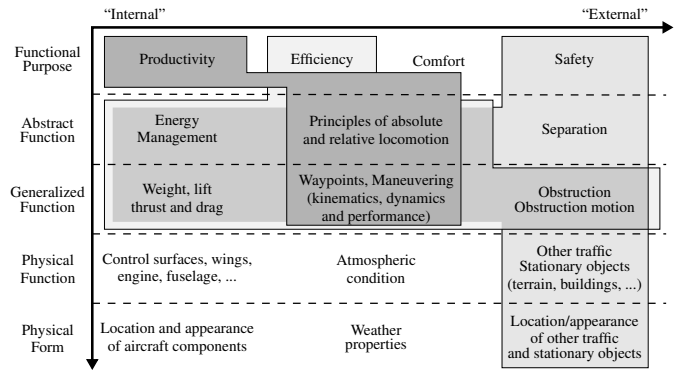 “Internal”
“External”
Functional
Purpose
Productivity
Efficiency
Comfort
Safety
Abstract
Function
Energy
Management
Principles of absolute
and relative locomotion
Separation
Generalized
Function
Weight, lift
thrust and drag
Waypoints, Maneuvering
(kinematics, dynamics
and performance)
Obstruction
Obstruction motion
Physical
Function
Control surfaces, wings,
engine, fuselage, ...
Atmospheric
condition
Other traffic
Stationary objects
(terrain, buildings, ...)
Physical
Form
Location and appearance
of aircraft components
Weather
properties
Location/appearance
of other traffic
and stationary objects